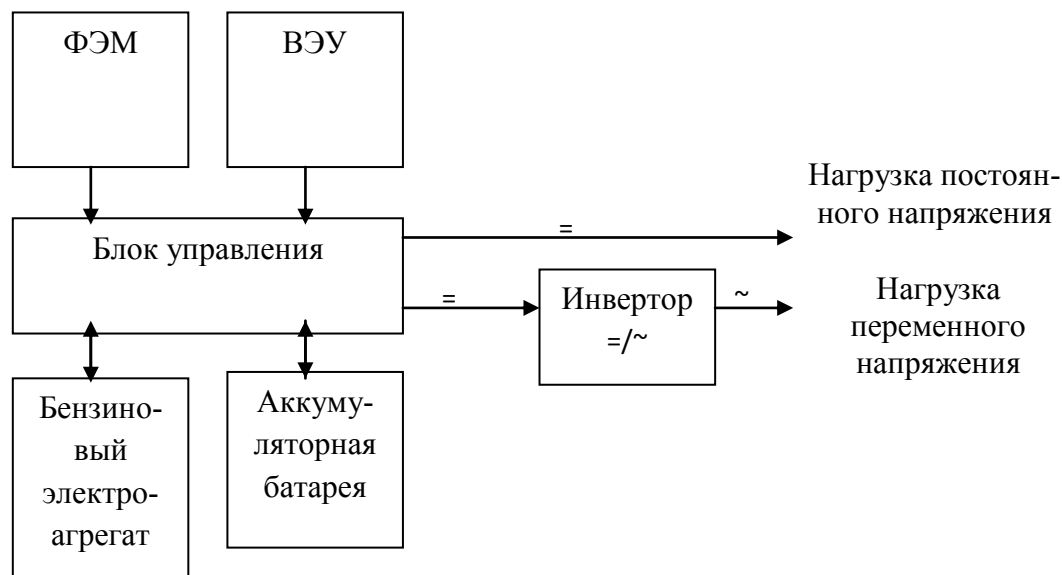 ФЭМ
ВЭУ
Нагрузка постоян-
ного напряжения
Блок управления
=
=
Инвертор
=/~
~
Нагрузка
переменного
напряжения
Бензино-
вый
электро-
агрегат
Аккуму-
ляторная
батарея